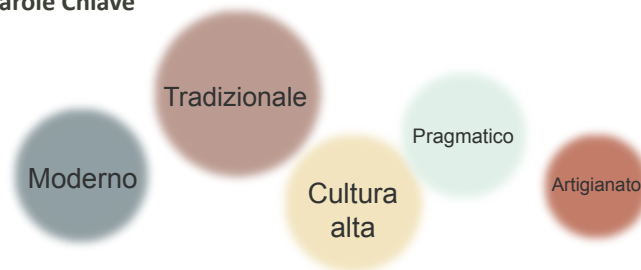 arole Chiave
Tradizionale
Pragmatico
Moderno
Artigianato
Cultura
alta